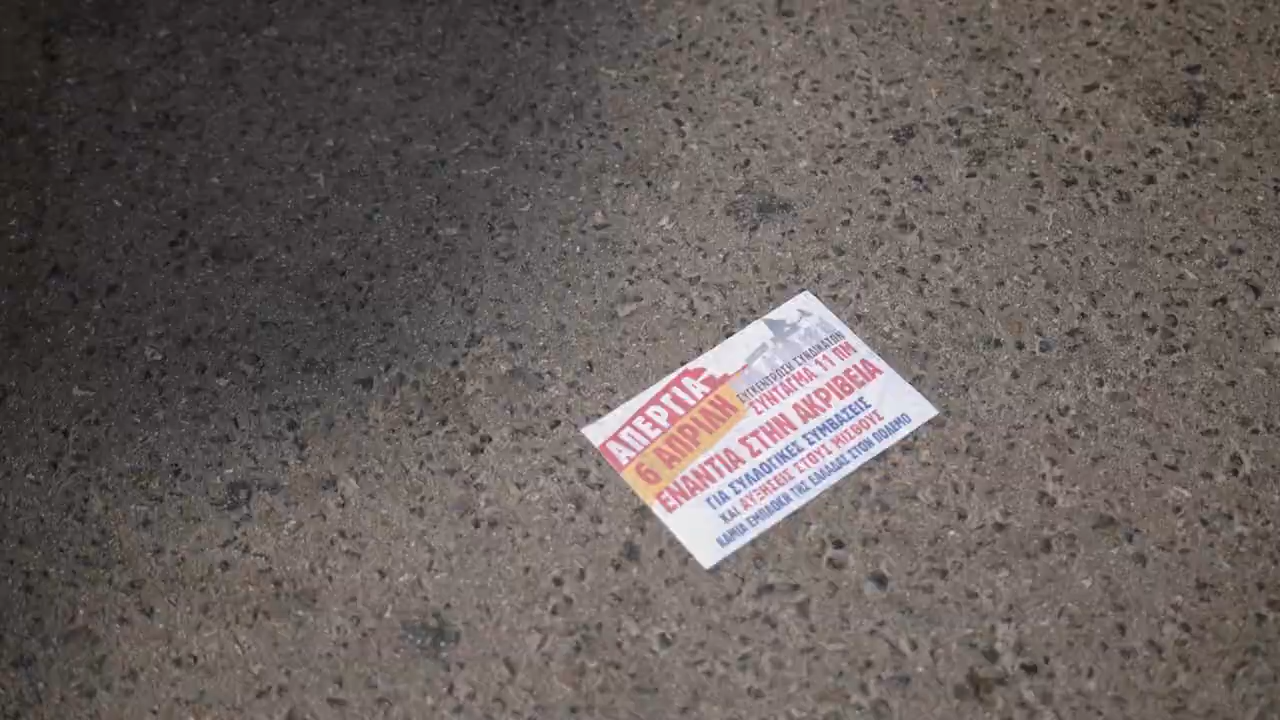 ΑΠΕΡΓΙΑ
6 ΑΠΡΙΛΗ
ΣΥΓΚΕΝΤΡΩΣΗ ΣΥΝΔΙΚΑΤΩΝ
ΣΥΝΤΑΓΜΑ, 11 ΠΜ
ΕΝΑΝΤΙΑ ΣΤΗΝ ΑΚΡΙΒΕΙΑ
ΓΙΑ ΣΥΛΛΟΓΙΚΕΣ ΣΥΜΒΑΣΕΙΣ
ΚΑΙ ΑΥΞΗΣΕΙΣ ΣΤΟΥΣ ΜΙΣΘΟΥΣ
ΚΑΜΙΑ ΕΜΠΛΟΚΗ ΤΗΣ ΕΛΛΑΔΑΣ ΣΤΟΝ ΠΟΛΕΜΟ